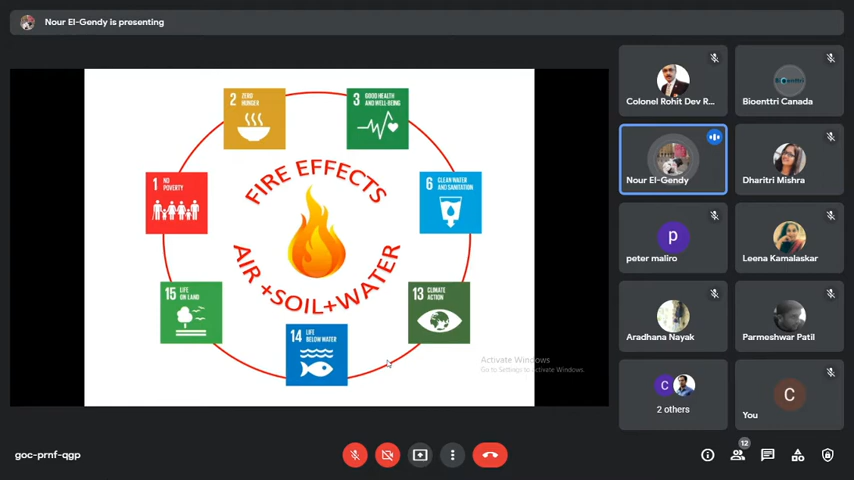 Nour El-Gendy is presenting
2 ZERO
HUNGER
3 GOOD HEALTH
AND WELL-BEING
1 NO
POVERTY
FIRE EFFECTS
6 CLEAN WATER
AND SANITATION
AIR +SOIL+WATER
15 LIFE
ON LAND
13 CLIMATE
ACTION
14 LIFE
BELOW WATER
Activate Windows
Go to Settings to activate Windows.
Colonel Rohit Dev R...
Bioenttri Canada
Nour El-Gendy
Dharitri Mishra
p
peter maliro
Leena Kamalaskar
Aradhana Nayak
Parmeshwar Patil
C
2 others
C
You
goc-prnf-qgp
12